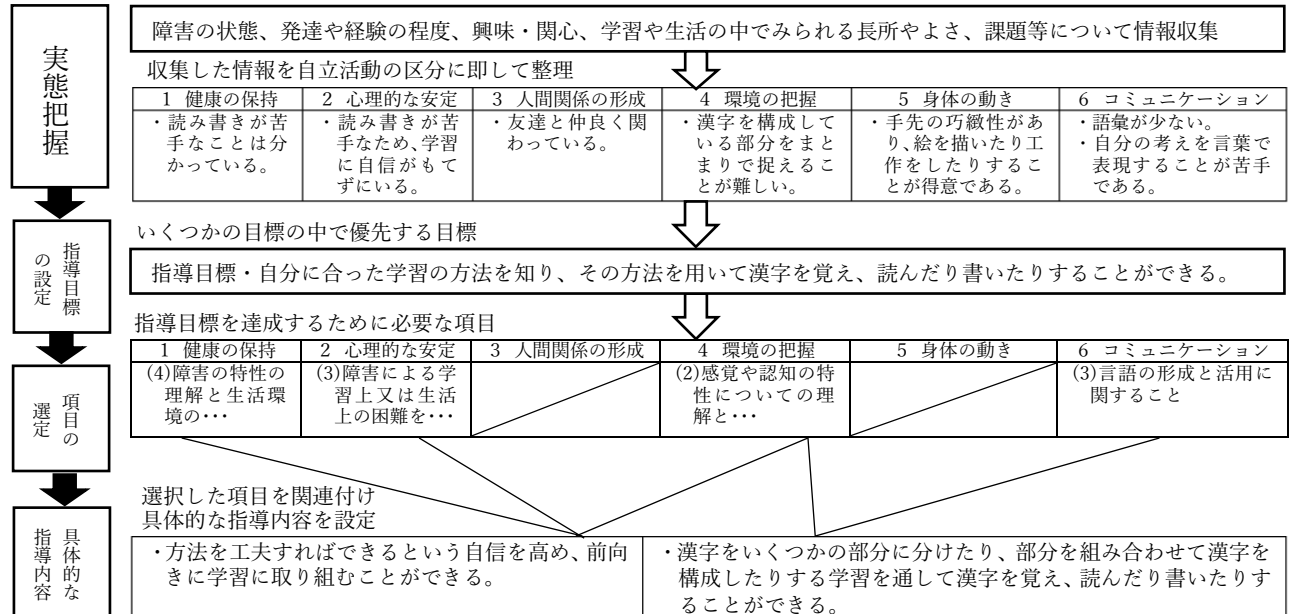 実態把握
障害の状態、発達や経験の程度、興味・関心、学習や生活の中でみられる長所やよさ、課題等について情報収集
収集した情報を自立活動の区分に即して整理
1 健康の保持
・読み書きが苦
手なことは分
かっている。
2 心理的な安定
・読み書きが苦
手なため、学習
に自信がもて
ずにいる。
3 人間関係の形成
・友達と仲良く関
わっている。
4 環境の把握
・漢字を構成して
いる部分をまと
まりで捉えるこ
とが難しい。
5 身体の動き
・手先の巧緻性があ
り、絵を描いたり工
作をしたりするこ
とが得意である。
6 コミュニケーション
・語彙が少ない。
・自分の考えを言葉で
表現することが苦手
である。
指導目標
の設定
いくつかの目標の中で優先する目標
指導目標・自分に合った学習の方法を知り、その方法を用いて漢字を覚え、読んだり書いたりすることができる。
項目の
選定
指導目標を達成するために必要な項目
1 健康の保持
(4)障害の特性の
理解と生活環
境の・・・
2 心理的な安定
(3)障害による学
習上又は生活
上の困難を・・・
3 人間関係の形成
4 環境の把握
(2)感覚や認知の特
性についての理
解と・・・
5 身体の動き
6 コミュニケーション
(3)言語の形成と活用に
関すること
具体的な
指導内容
選択した項目を関連付け
具体的な指導内容を設定
・方法を工夫すればできるという自信を高め、前向
きに学習に取り組むことができる。
・漢字をいくつかの部分に分けたり、部分を組み合わせて漢字を
構成したりする学習を通して漢字を覚え、読んだり書いたりす
ることができる。